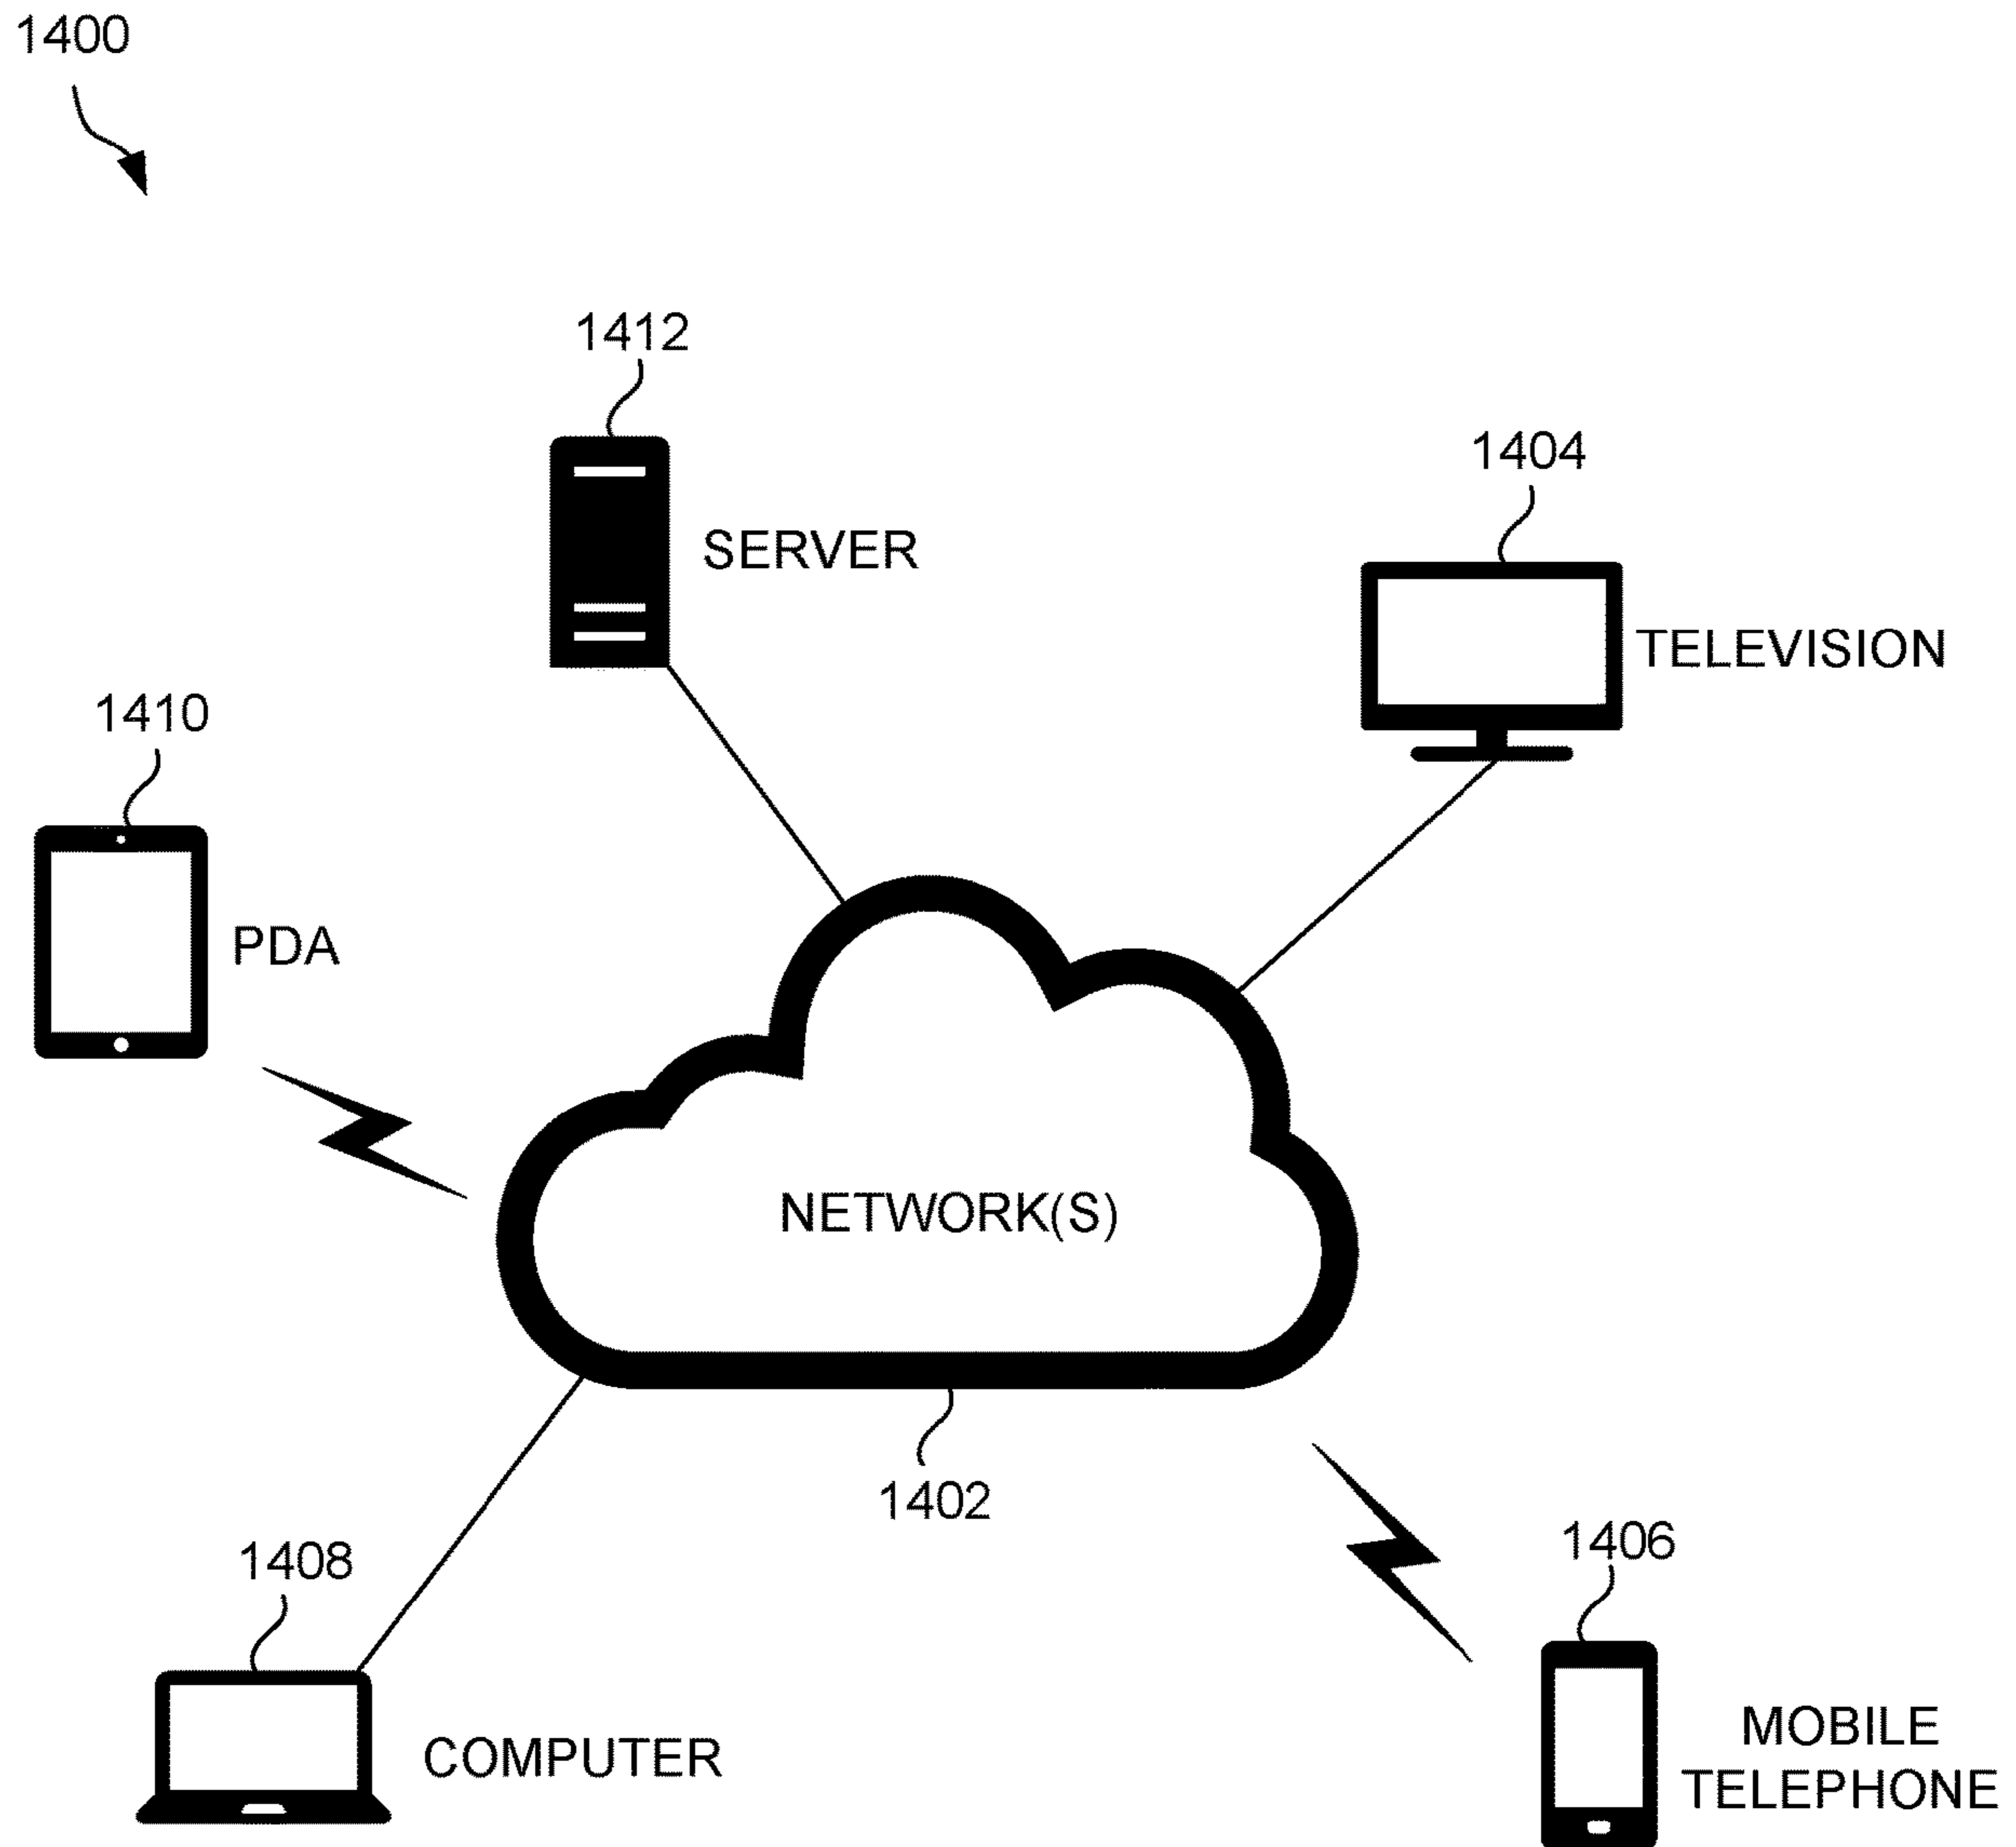 1400
1412
SERVER
1404
TELEVISION
1410
PDA
NETWORK(S)
1402
1408
COMPUTER
1406
MOBILE
TELEPHONE